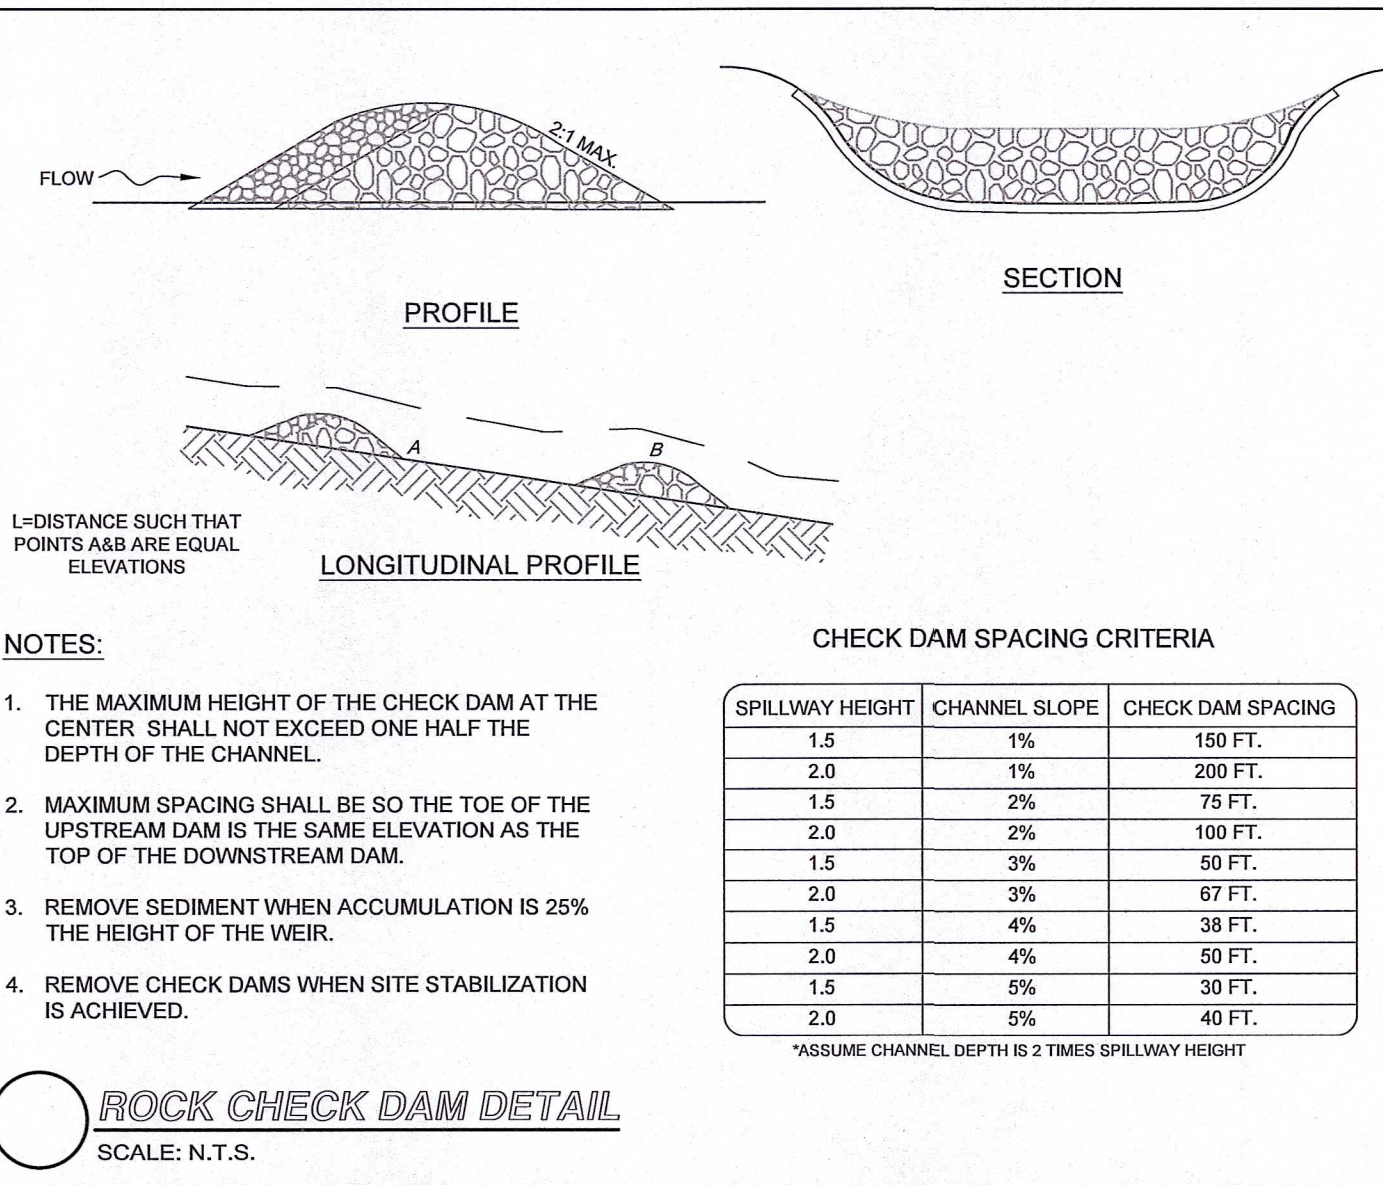 2:1 MAX.
FLOW
PROFILE
SECTION
A
B
L=DISTANCE SUCH THAT
POINTS A&B ARE EQUAL
ELEVATIONS
LONGITUDINAL PROFILE
NOTES:
1. THE MAXIMUM HEIGHT OF THE CHECK DAM AT THE
CENTER SHALL NOT EXCEED ONE HALF THE
DEPTH OF THE CHANNEL.
2. MAXIMUM SPACING SHALL BE SO THE TOE OF THE
UPSTREAM DAM IS THE SAME ELEVATION AS THE
TOP OF THE DOWNSTREAM DAM.
3. REMOVE SEDIMENT WHEN ACCUMULATION IS 25%
THE HEIGHT OF THE WEIR.
4. REMOVE CHECK DAMS WHEN SITE STABILIZATION
IS ACHIEVED.
CHECK DAM SPACING CRITERIA
SPILLWAY HEIGHT CHANNEL SLOPE CHECK DAM SPACING
1.5 1% 150 FT.
2.0 1% 200 FT.
1.5 2% 75 FT.
2.0 2% 100 FT.
1.5 3% 50 FT.
2.0 3% 67 FT.
1.5 4% 38 FT.
2.0 4% 50 FT.
1.5 5% 30 FT.
2.0 5% 40 FT.
*ASSUME CHANNEL DEPTH IS 2 TIMES SPILLWAY HEIGHT
ROCK CHECK DAM DETAIL
SCALE: N.T.S.